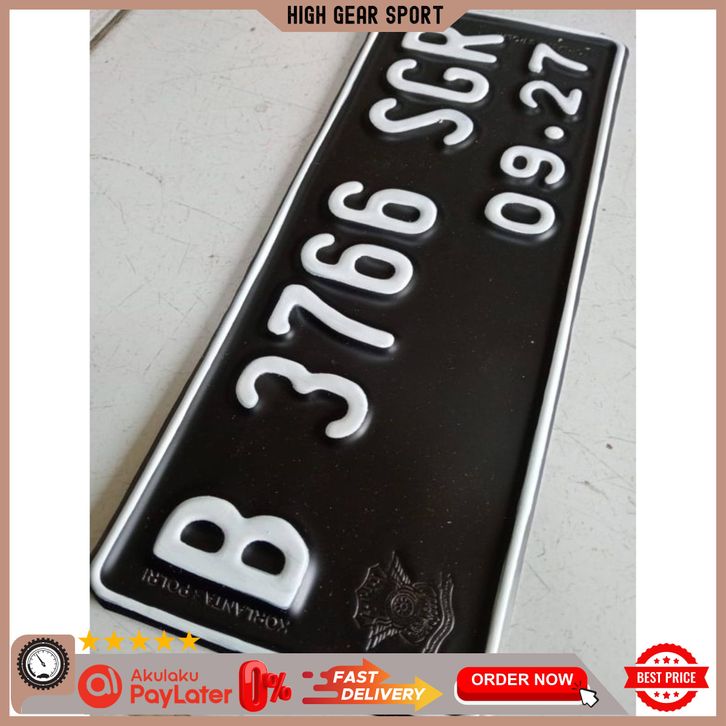 HIGH GEAR SPORT
B 3766 SGR
09.27
KORLANTAS POLRI
Akulaku
PayLater
0%
FAST
DELIVERY
ORDER NOW
BEST PRICE